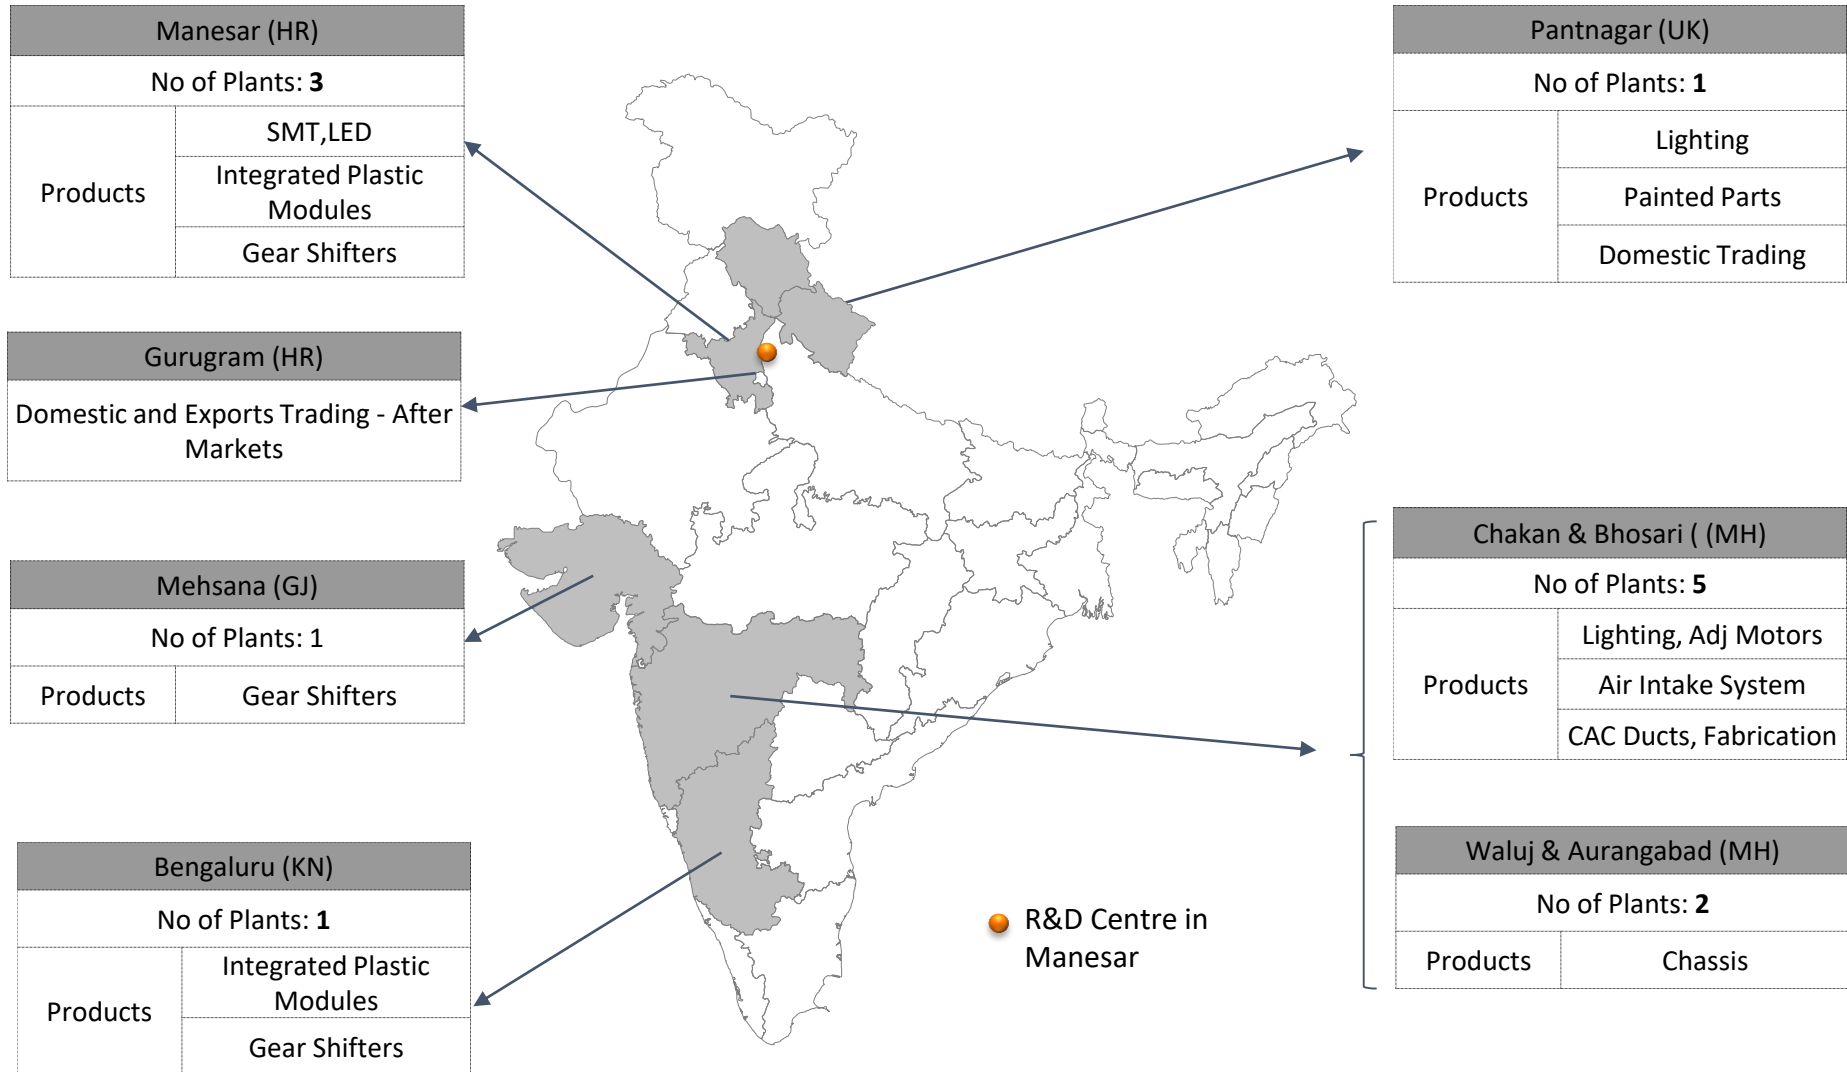 Manesar (HR)
No of Plants: 3
Products
SMT,LED
Integrated Plastic
Modules
Gear Shifters
Gurugram (HR)
Domestic and Exports Trading - After
Markets
Mehsana (GJ)
No of Plants: 1
Products
Gear Shifters
Bengaluru (KN)
No of Plants: 1
Products
Integrated Plastic
Modules
Gear Shifters
R&D Centre in
Manesar
Pantnagar (UK)
No of Plants: 1
Products
Lighting
Painted Parts
Domestic Trading
Chakan & Bhosari ( (MH)
No of Plants: 5
Products
Lighting, Adj Motors
Air Intake System
CAC Ducts, Fabrication
Waluj & Aurangabad (MH)
No of Plants: 2
Products
Chassis